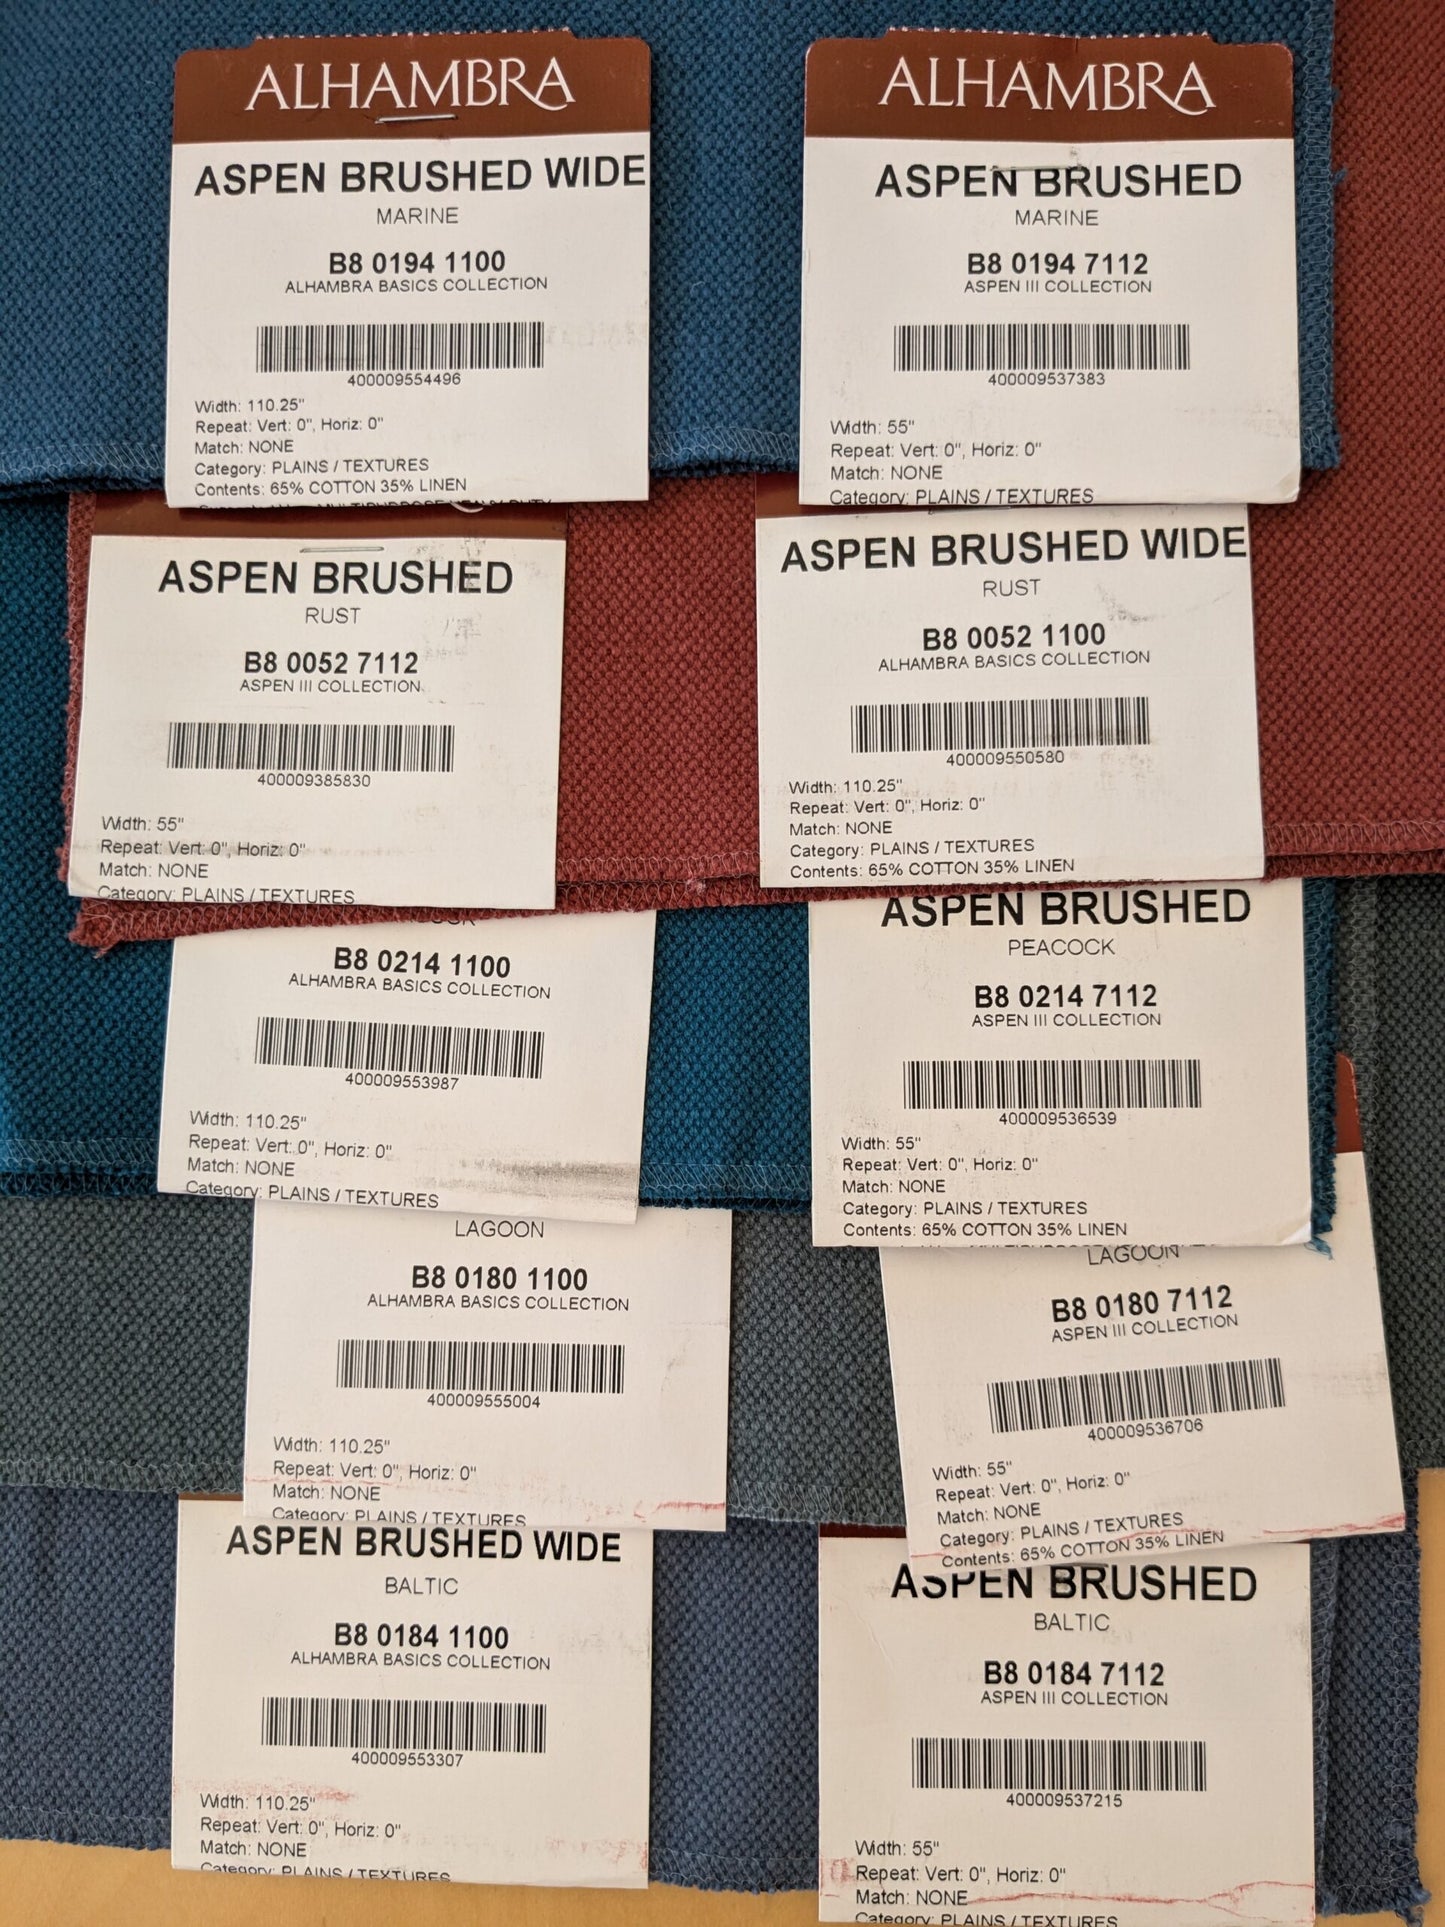 ALHAMBRA
ASPEN BRUSHED WIDE
MARINE
B8 0194 1100
ALHAMBRA BASICS COLLECTION
400009554496
Width: 110.25"
Repeat: Vert: 0", Horiz: 0"
Match: NONE
Category: PLAINS / TEXTURES
Contents: 65% COTTON 35% LINEN
ALHAMBRA
ASPEN BRUSHED
MARINE
B8 0194 7112
ASPEN III COLLECTION
400009537383
Width: 55"
Repeat: Vert: 0", Horiz: 0"
Match: NONE
Category: PLAINS / TEXTURES
ASPEN BRUSHED
RUST
B8 0052 7112
ASPEN III COLLECTION
400009385830
Width: 55"
Repeat: Vert: 0", Horiz: 0"
Match: NONE
Category: PLAINS / TEXTURES
ASPEN BRUSHED WIDE
RUST
B8 0052 1100
ALHAMBRA BASICS COLLECTION
400009550580
Width: 110.25"
Repeat: Vert: 0", Horiz: 0"
Match: NONE
Category: PLAINS / TEXTURES
Contents: 65% COTTON 35% LINEN
B8 0214 1100
ALHAMBRA BASICS COLLECTION
400009553987
Width: 110.25"
Repeat: Vert: 0", Horiz: 0"
Match: NONE
Category: PLAINS / TEXTURES
ASPEN BRUSHED
PEACOCK
B8 0214 7112
ASPEN III COLLECTION
400009536539
Width: 55"
Repeat: Vert: 0", Horiz: 0"
Match: NONE
Category: PLAINS / TEXTURES
Contents: 65% COTTON 35% LINEN
LAGOON
B8 0180 1100
ALHAMBRA BASICS COLLECTION
400009555004
Width: 110.25"
Repeat: Vert: 0", Horiz: 0"
Match: NONE
Category: PLAINS / TEXTURES
LAGOON
B8 0180 7112
ASPEN III COLLECTION
400009536706
Width: 55"
Repeat: Vert: 0", Horiz: 0"
Match: NONE
Category: PLAINS / TEXTURES
Contents: 65% COTTON 35% LINEN
ASPEN BRUSHED WIDE
BALTIC
B8 0184 1100
ALHAMBRA BASICS COLLECTION
400009553307
Width: 110.25"
Repeat: Vert: 0", Horiz: 0"
Match: NONE
Category: PLAINS / TEXTURES
ASPEN BRUSHED
BALTIC
B8 0184 7112
ASPEN III COLLECTION
400009537215
Width: 55"
Repeat: Vert: 0", Horiz: 0"
Match: NONE
Category: PLAINS / TEXTURES